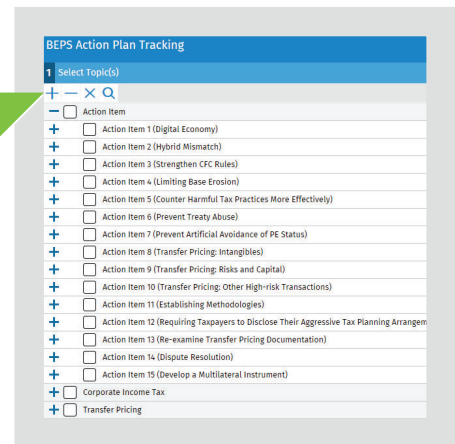 BEPS Action Plan Tracking
1 Select Topic(s)
Action Item
Action Item 1 (Digital Economy)
Action Item 2 (Hybrid Mismatch)
Action Item 3 (Strengthen CFC Rules)
Action Item 4 (Limiting Base Erosion)
Action Item 5 (Counter Harmful Tax Practices More Effectively)
Action Item 6 (Prevent Treaty Abuse)
Action Item 7 (Prevent Artificial Avoidance of PE Status)
Action Item 8 (Transfer Pricing: Intangibles)
Action Item 9 (Transfer Pricing: Risks and Capital)
Action Item 10 (Transfer Pricing: Other High-risk Transactions)
Action Item 11 (Establishing Methodologies)
Action Item 12 (Requiring Taxpayers to Disclose Their Aggressive Tax Planning Arrangem
Action Item 13 (Re-examine Transfer Pricing Documentation)
Action Item 14 (Dispute Resolution)
Action Item 15 (Develop a Multilateral Instrument)
Corporate Income Tax
Transfer Pricing